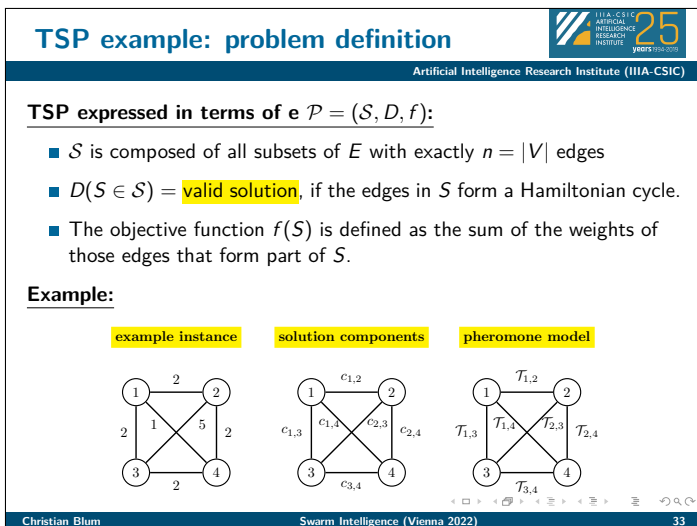 TSP example: problem definition
IIIA-CSIC
ARTIFICIAL
INTELLIGENCE
RESEARCH
INSTITUTE
25
years 1994-2019
Artificial Intelligence Research Institute (IIIA-CSIC)
TSP expressed in terms of e 𝒫 = (𝒮, D, f):
𝒮 is composed of all subsets of E with exactly n = |V| edges
D(S ∈ 𝒮) = valid solution, if the edges in S form a Hamiltonian cycle.
The objective function f(S) is defined as the sum of the weights of
those edges that form part of S.
Example:
example instance
1 2 2
2 1 5 2
3 2 4
solution components
1 c1,2 2
c1,3 c1,4 c2,3 c2,4
3 c3,4 4
pheromone model
1 𝒯1,2 2
𝒯1,3 𝒯1,4 𝒯2,3 𝒯2,4
3 𝒯3,4 4
Christian Blum Swarm Intelligence (Vienna 2022) 33